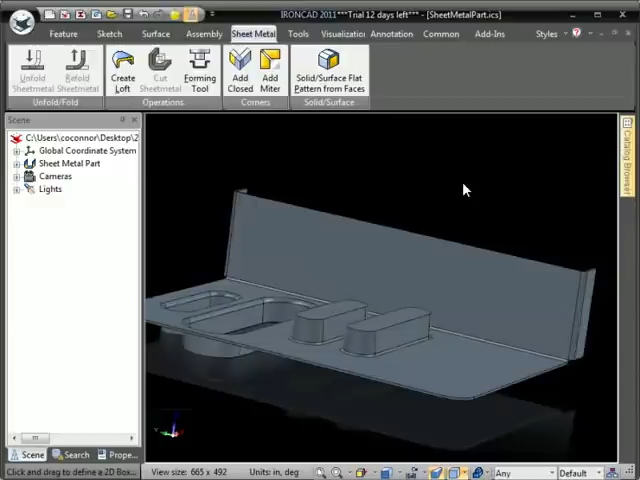 IRONCAD 2011***Trial 12 days left*** - [SheetMetalPart.ics]
Feature Sketch Surface Assembly Sheet Metal Tools Visualization Annotation Common Add-Ins Styles
Unfold Sheetmetal
Refold Sheetmetal
Create Loft
Cut Sheetmetal
Forming Tool
Add Closed
Add Miter
Solid/Surface Flat Pattern from Faces
Unfold/Fold Operations Corners Solid/Surface
Scene
C:\Users\coconnor\Desktop\2
Global Coordinate System
Sheet Metal Part
Cameras
Lights
Catalog Browser
Scene Search Prope...
Click and drag to define a 2D Box... View size: 665 x 492 Units: in, deg Any Default